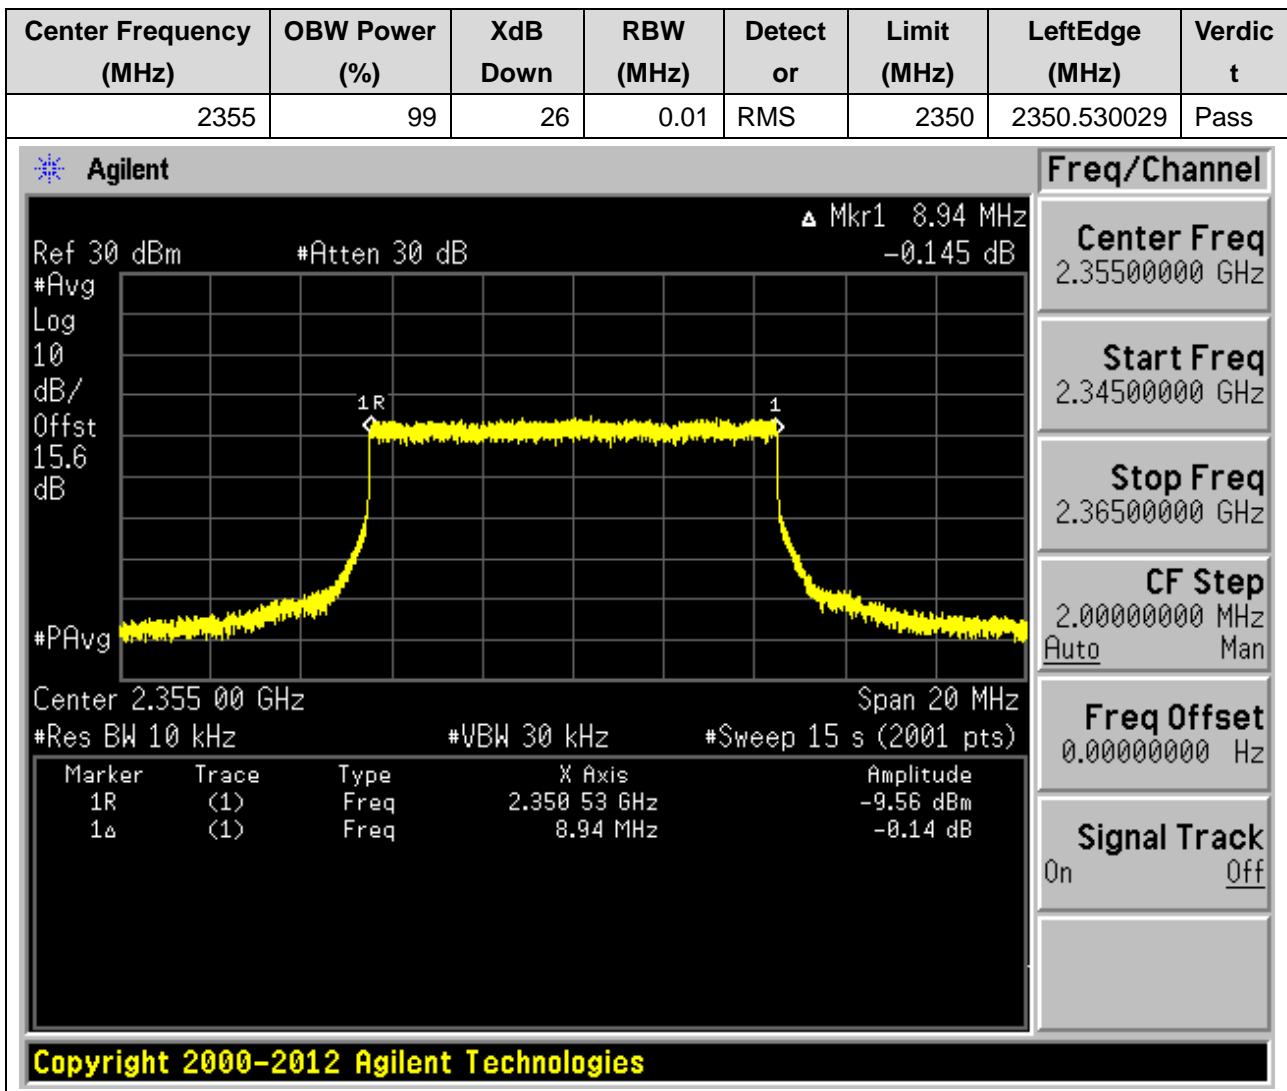 Center Frequency (MHz) OBW Power (%) XdB Down RBW (MHz) Detect or Limit (MHz) LeftEdge (MHz) Verdic t
2355 99 26 0.01 RMS 2350 2350.530029 Pass
Agilent
Freq/Channel
Δ Mkr1 8.94 MHz
Ref 30 dBm #Atten 30 dB -0.145 dB
#Avg
Log
10
dB/
Offst
15.6
dB
1R
1
#PAvg
Center 2.355 00 GHz Span 20 MHz
#Res BW 10 kHz #VBW 30 kHz #Sweep 15 s (2001 pts)
Marker Trace Type X Axis Amplitude
1R (1) Freq 2.350 53 GHz -9.56 dBm
1Δ (1) Freq 8.94 MHz -0.14 dB
Center Freq
2.35500000 GHz
Start Freq
2.34500000 GHz
Stop Freq
2.36500000 GHz
CF Step
2.00000000 MHz
Auto Man
Freq Offset
0.00000000 Hz
Signal Track
On Off
Copyright 2000-2012 Agilent Technologies